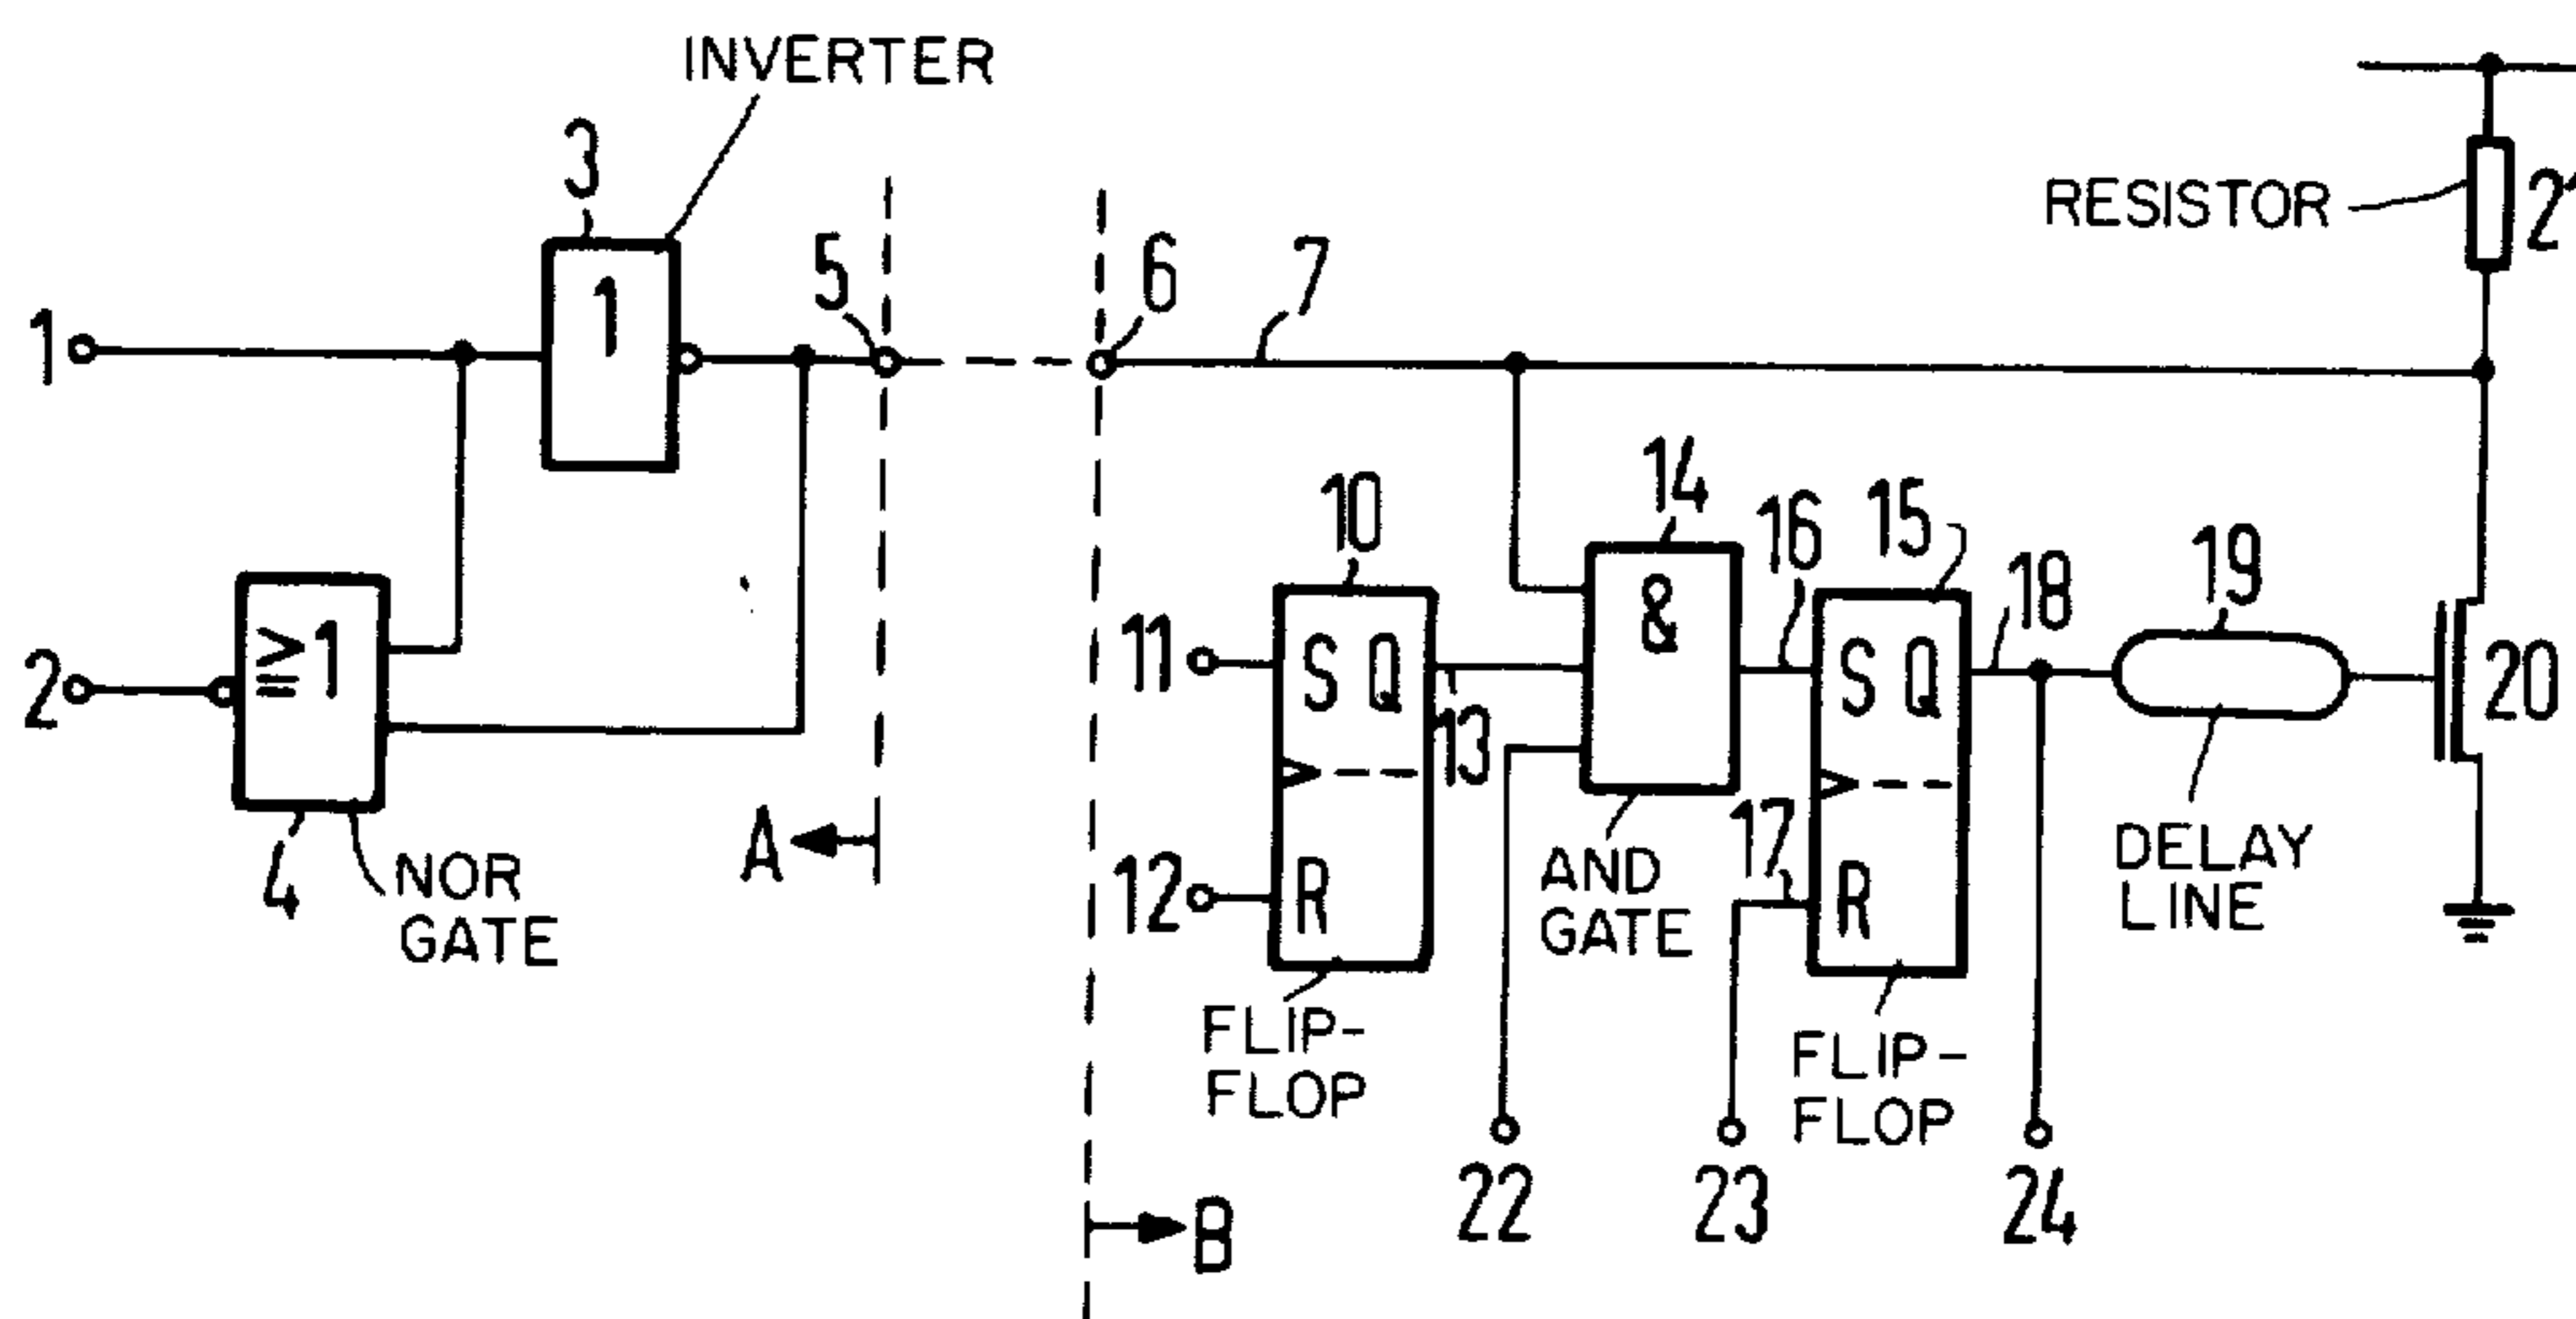 INVERTER
3
1
5
6
7
RESISTOR
21
1
2
≥1
4
NOR
GATE
A
10
11
S Q
13
12
R
FLIP-
FLOP
14
&
AND
GATE
16
15
S Q
17
R
FLIP-
FLOP
18
19
DELAY
LINE
20
22
23
24
B